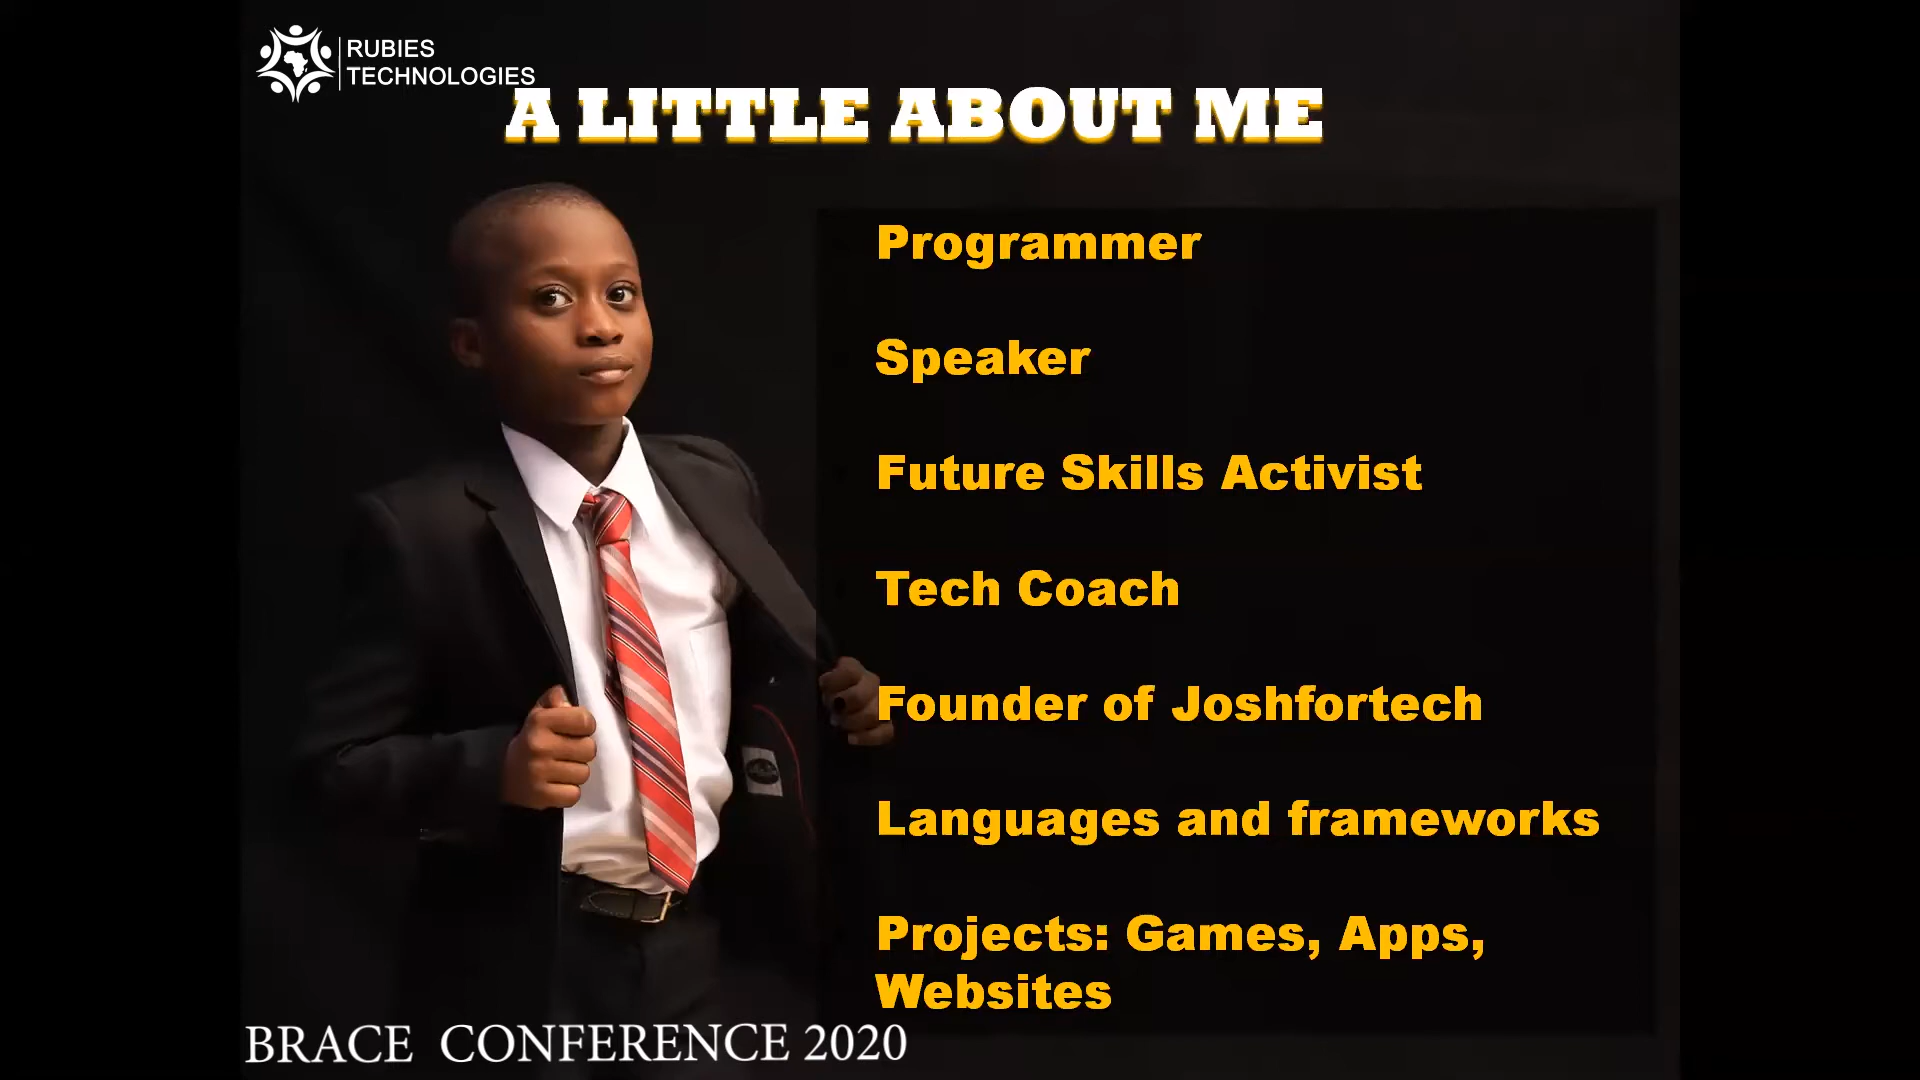 RUBIES
TECHNOLOGIES
A LITTLE ABOUT ME
Programmer
Speaker
Future Skills Activist
Tech Coach
Founder of Joshfortech
Languages and frameworks
Projects: Games, Apps,
Websites
BRACE CONFERENCE 2020